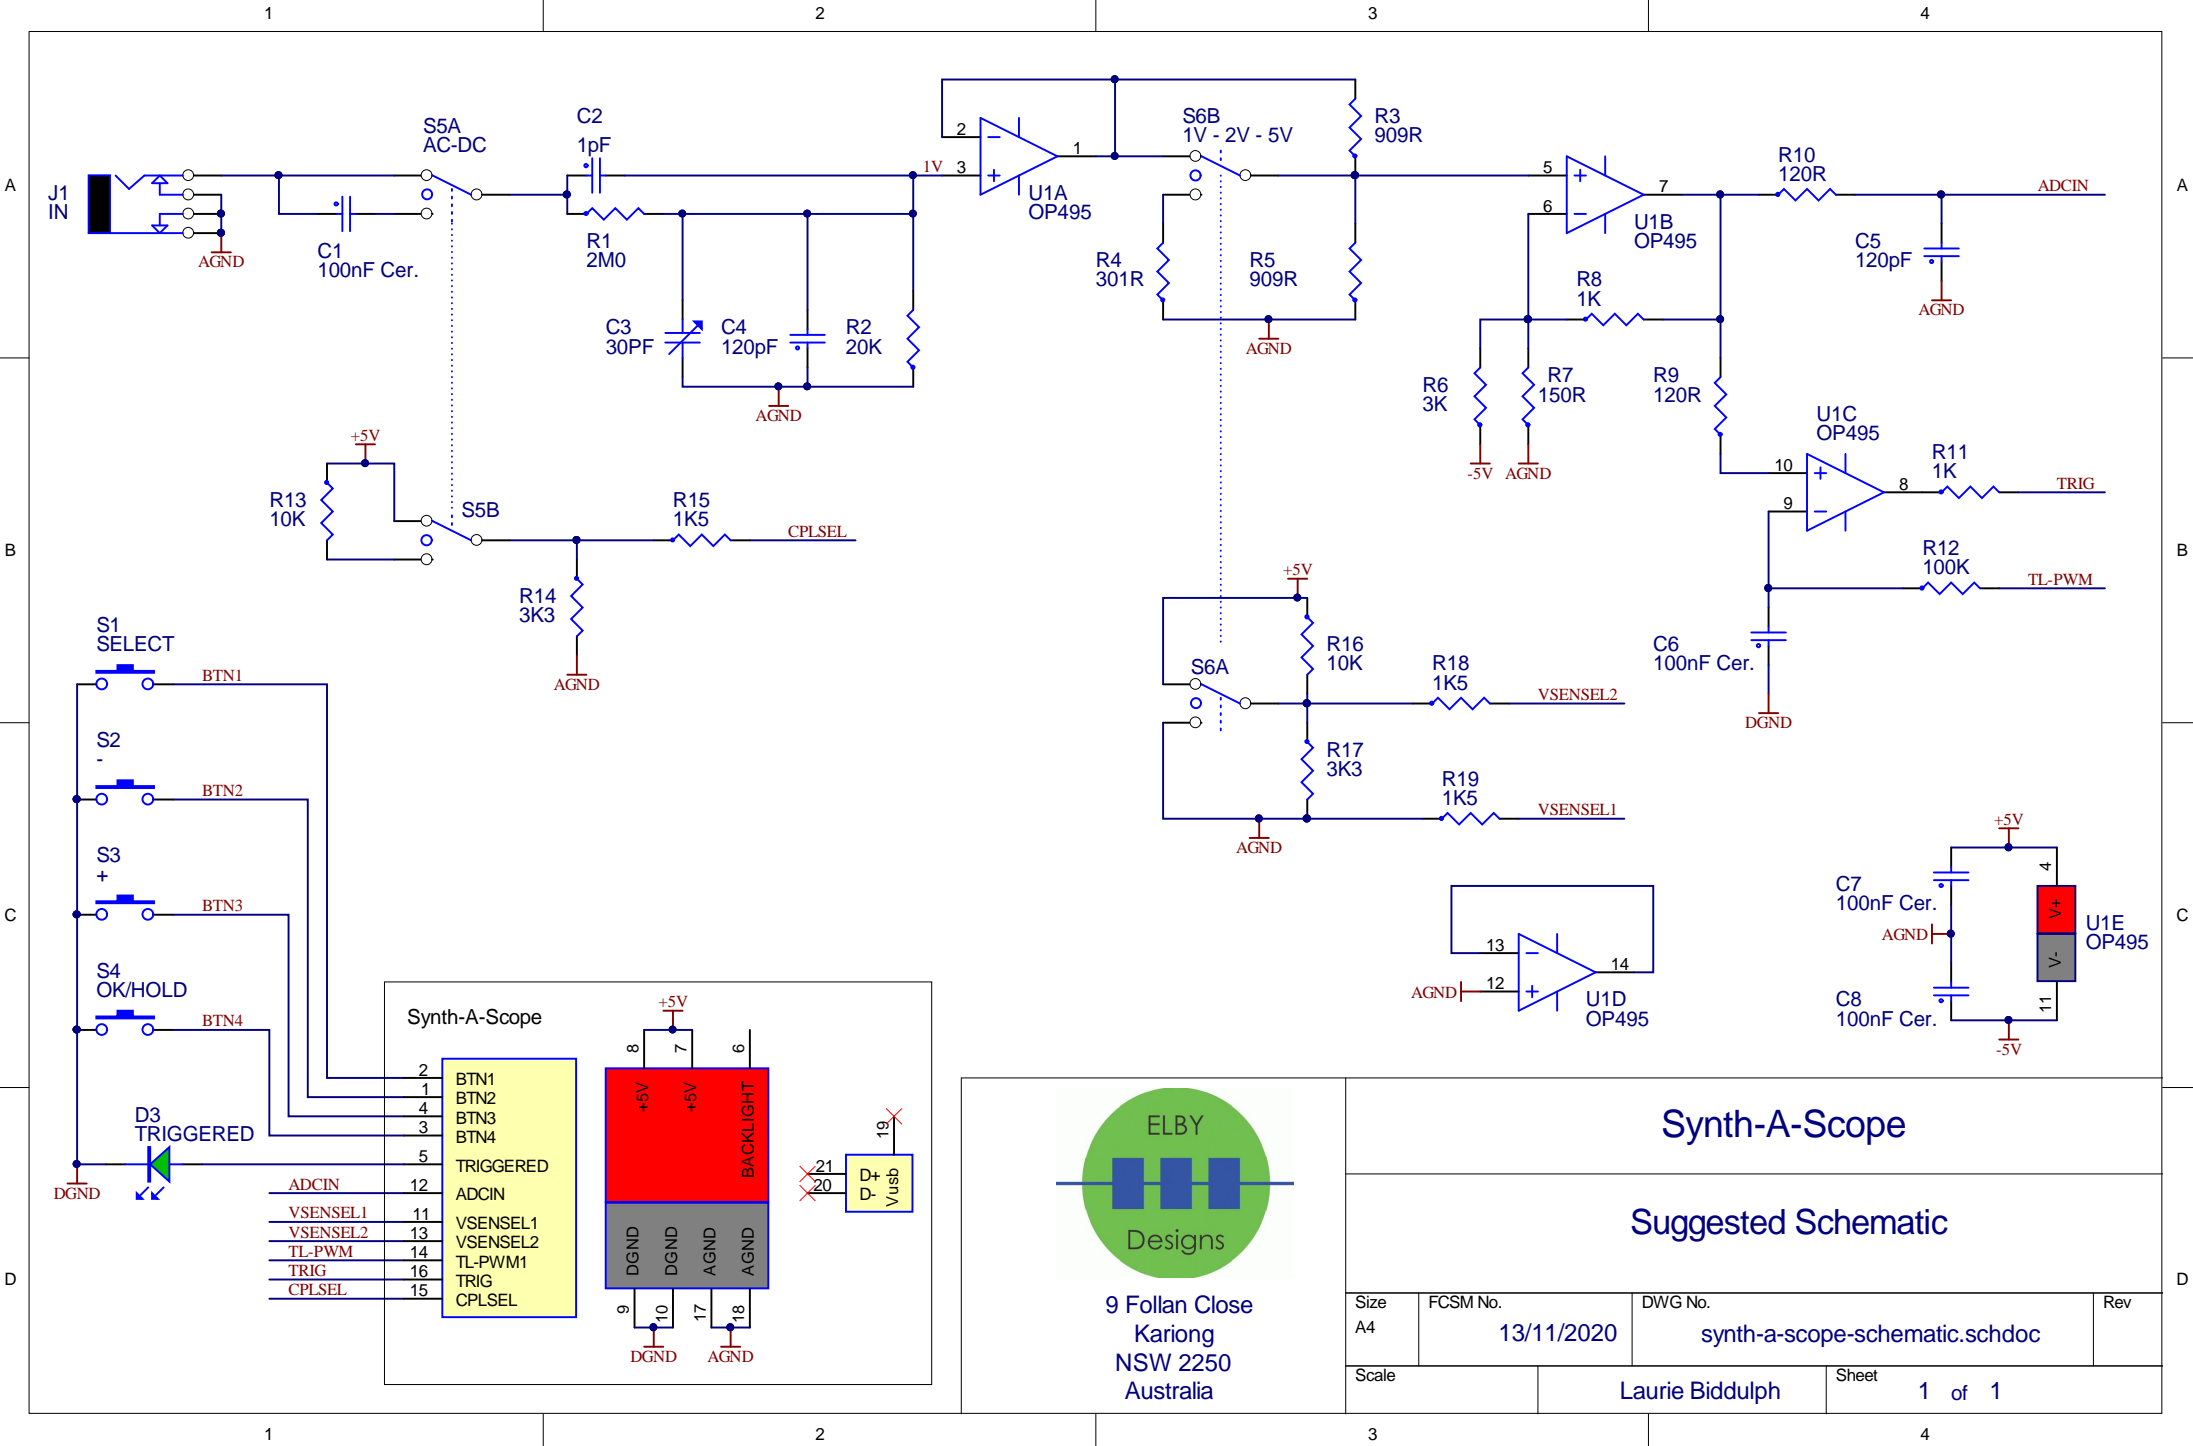 1 2 3 4
A
J1
IN
AGND
C1
100nF Cer.
S5A
AC-DC
C2
1pF
R1
2M0
C3
30PF
C4
120pF
R2
20K
AGND
1V
2
3
1
U1A
OP495
S6B
1V - 2V - 5V
R3
909R
R4
301R
R5
909R
AGND
5
6
7
U1B
OP495
R10
120R
ADCIN
C5
120pF
AGND
R8
1K
R6
3K
-5V
R7
150R
AGND
R9
120R
U1C
OP495
10
9
8
R11
1K
TRIG
R12
100K
TL-PWM
C6
100nF Cer.
DGND
A
B
+5V
R13
10K
S5B
R15
1K5
CPLSEL
R14
3K3
AGND
+5V
R16
10K
S6A
R18
1K5
VSENSEL2
R17
3K3
R19
1K5
VSENSEL1
AGND
B
S1
SELECT
BTN1
S2
-
BTN2
C
S3
+
BTN3
S4
OK/HOLD
BTN4
D3
TRIGGERED
DGND
13
12
14
AGND
U1D
OP495
+5V
C7
100nF Cer.
AGND
C8
100nF Cer.
-5V
4
V+
V-
11
U1E
OP495
C
Synth-A-Scope
2 BTN1
1 BTN2
4 BTN3
3 BTN4
5 TRIGGERED
ADCIN 12 ADCIN
VSENSEL1 11 VSENSEL1
VSENSEL2 13 VSENSEL2
TL-PWM 14 TL-PWM1
TRIG 16 TRIG
CPLSEL 15 CPLSEL
+5V
8 7 6
+5V +5V BACKLIGHT
DGND DGND AGND AGND
9 10 17 18
DGND AGND
19
21 D+
20 D-
Vusb
D
ELBY
Designs
9 Follan Close
Kariong
NSW 2250
Australia
Synth-A-Scope
Suggested Schematic
Size
A4
FCSM No.
13/11/2020
DWG No.
synth-a-scope-schematic.schdoc
Rev
Scale
Laurie Biddulph
Sheet
1 of 1
D
1 2 3 4